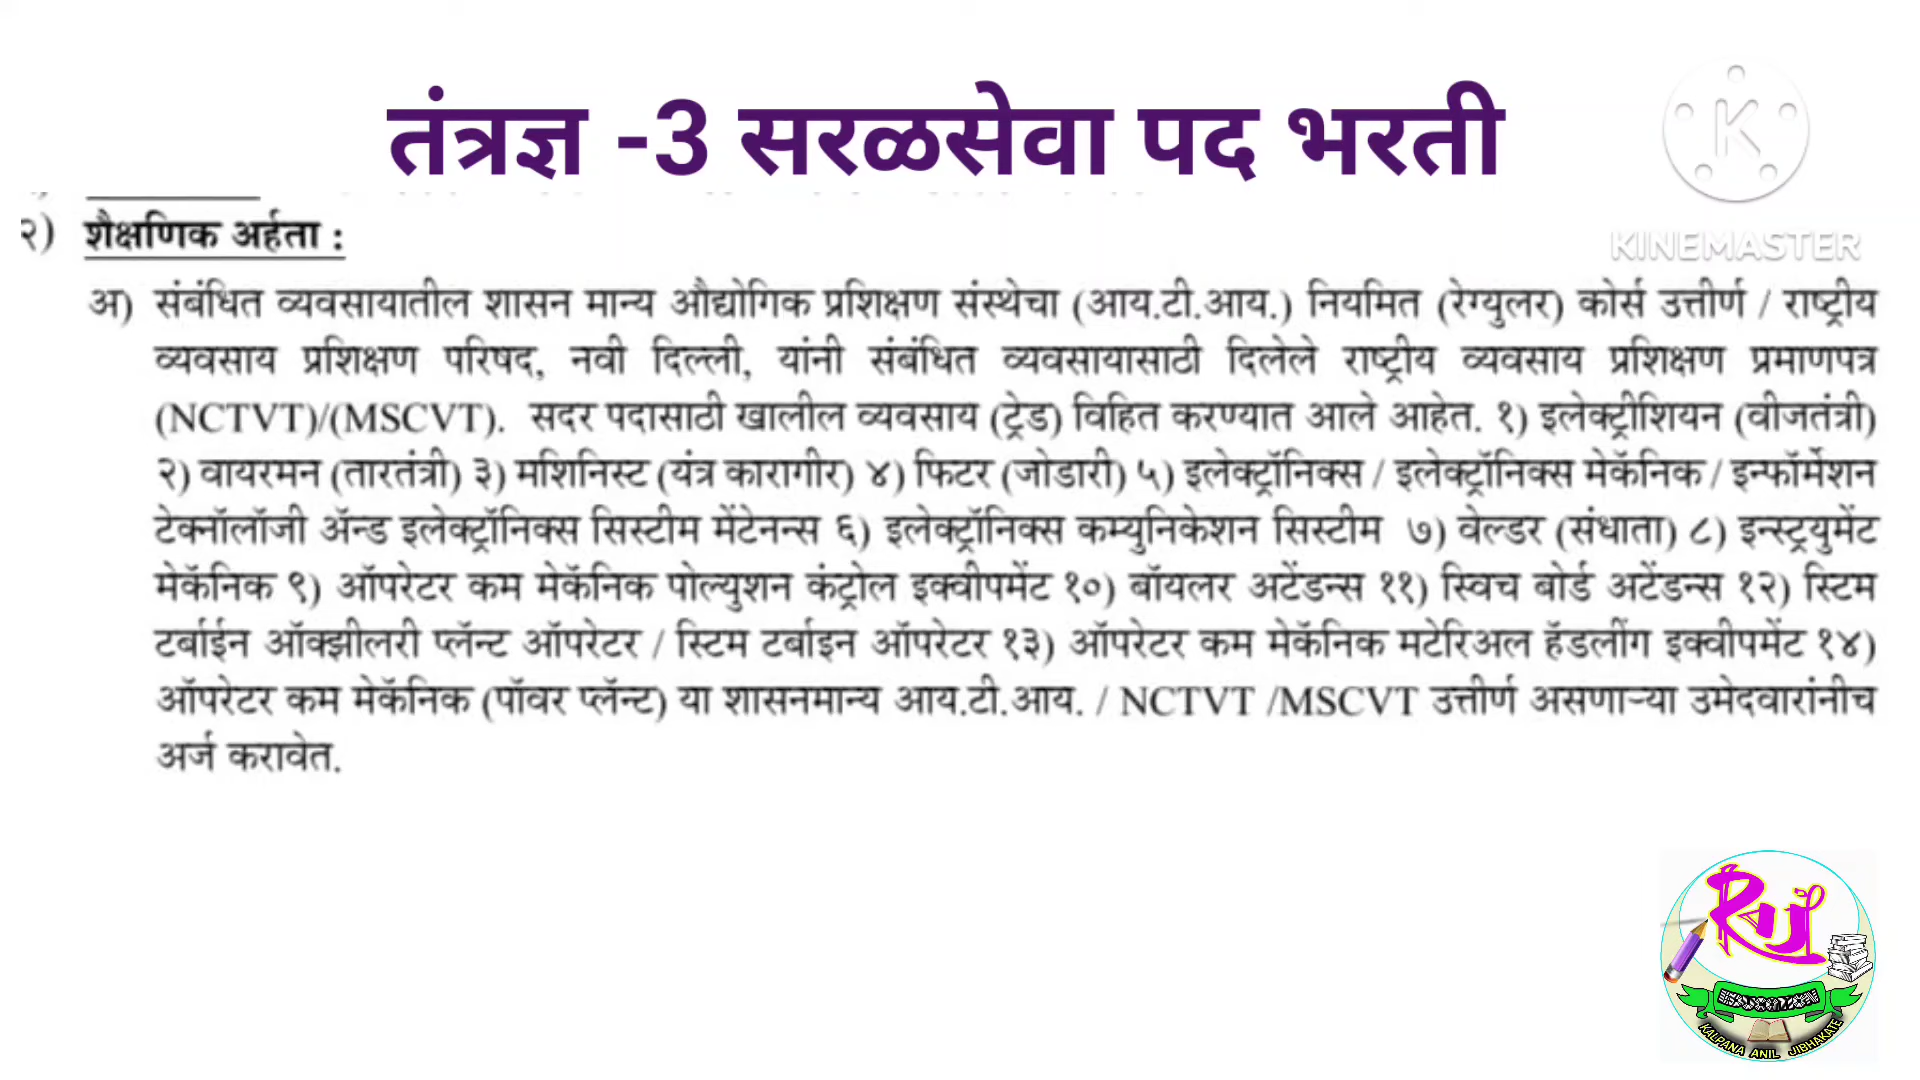 तंत्रज्ञ -3 सरळसेवा पद भरती
KINEMASTER
२) शैक्षणिक अर्हता :
अ) संबंधित व्यवसायातील शासन मान्य औद्योगिक प्रशिक्षण संस्थेचा (आय.टी.आय.) नियमित (रेग्युलर) कोर्स उत्तीर्ण / राष्ट्रीय
व्यवसाय प्रशिक्षण परिषद, नवी दिल्ली, यांनी संबंधित व्यवसायासाठी दिलेले राष्ट्रीय व्यवसाय प्रशिक्षण प्रमाणपत्र
(NCTVT)/(MSCVT). सदर पदासाठी खालील व्यवसाय (ट्रेड) विहित करण्यात आले आहेत. १) इलेक्ट्रीशियन (वीजतंत्री)
२) वायरमन (तारतंत्री) ३) मशिनिस्ट (यंत्र कारागीर) ४) फिटर (जोडारी) ५) इलेक्ट्रॉनिक्स / इलेक्ट्रॉनिक्स मेकॅनिक / इन्फॉर्मेशन
टेक्नॉलॉजी ॲन्ड इलेक्ट्रॉनिक्स सिस्टीम मेंटेनन्स ६) इलेक्ट्रॉनिक्स कम्युनिकेशन सिस्टीम ७) वेल्डर (संधाता) ८) इन्स्ट्रयुमेंट
मेकॅनिक ९) ऑपरेटर कम मेकॅनिक पोल्युशन कंट्रोल इक्वीपमेंट १०) बॉयलर अटेंडन्स ११) स्विच बोर्ड अटेंडन्स १२) स्टिम
टर्बाईन ऑक्झीलरी प्लॅन्ट ऑपरेटर / स्टिम टर्बाइन ऑपरेटर १३) ऑपरेटर कम मेकॅनिक मटेरिअल हॅडलींग इक्वीपमेंट १४)
ऑपरेटर कम मेकॅनिक (पॉवर प्लॅन्ट) या शासनमान्य आय.टी.आय. / NCTVT /MSCVT उत्तीर्ण असणाऱ्या उमेदवारांनीच
अर्ज करावेत.
EDUCATION
KALPANA ANIL JIBHAKATE